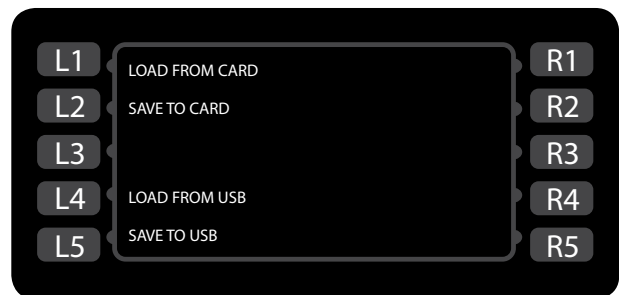 L1 LOAD FROM CARD R1
L2 SAVE TO CARD R2
L3 R3
L4 LOAD FROM USB R4
L5 SAVE TO USB R5